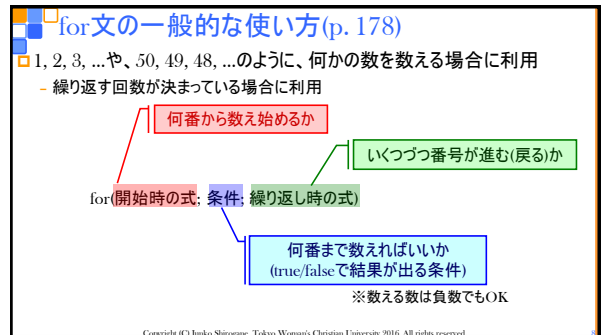 for文の一般的な使い方(p. 178)
1, 2, 3, ...や、50, 49, 48, ...のように、何かの数を数える場合に利用
– 繰り返す回数が決まっている場合に利用
何番から数え始めるか
いくつづつ番号が進む(戻る)か
for(開始時の式; 条件; 繰り返し時の式)
何番まで数えればいいか
(true/falseで結果が出る条件)
※数える数は負数でもOK
Copyright (C) Junko Shirogane, Tokyo Woman's Christian University 2016, All rights reserved.
8